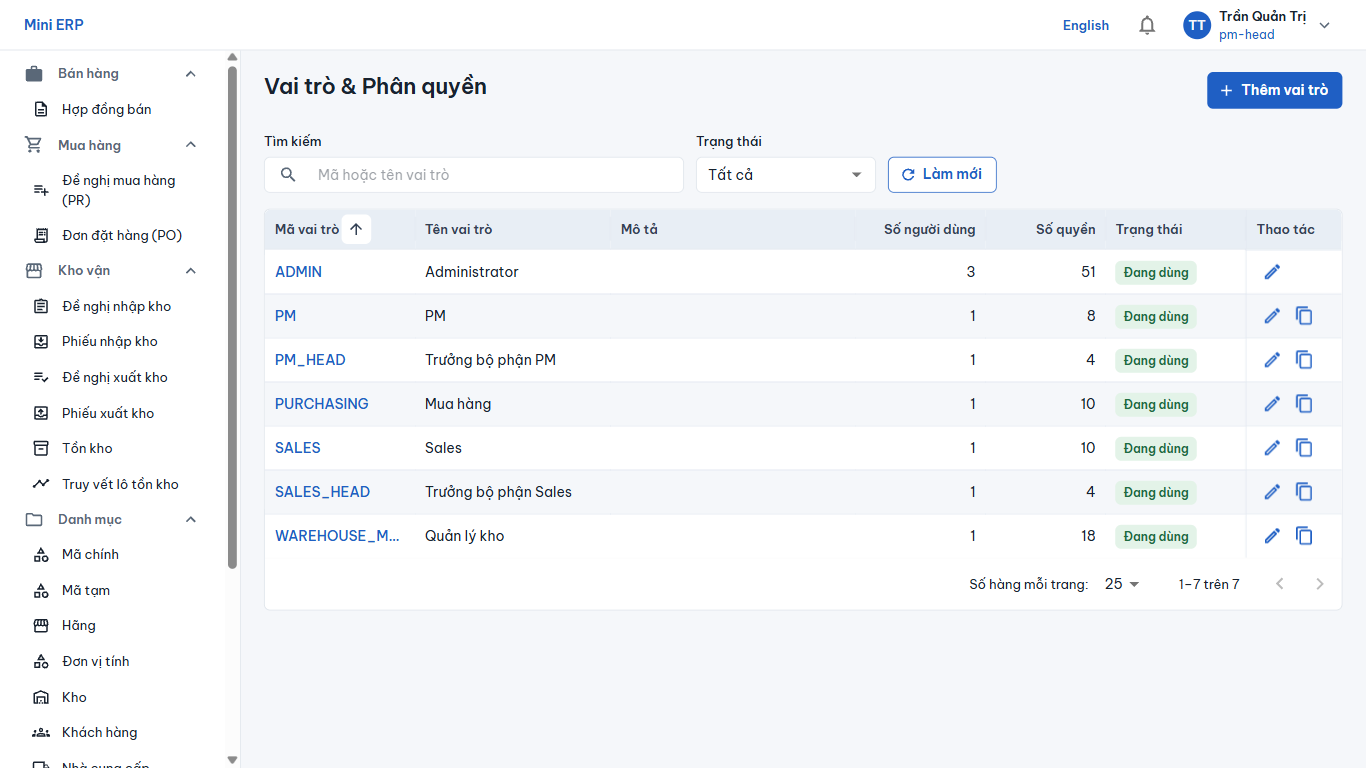 Mini ERP
English
TT
Trần Quản Trị
pm-head
Bán hàng
Hợp đồng bán
Mua hàng
Đề nghị mua hàng
(PR)
Đơn đặt hàng (PO)
Kho vận
Đề nghị nhập kho
Phiếu nhập kho
Đề nghị xuất kho
Phiếu xuất kho
Tồn kho
Truy vết lô tồn kho
Danh mục
Mã chính
Mã tạm
Hãng
Đơn vị tính
Kho
Khách hàng
Nhà cung cấp
Vai trò & Phân quyền
+ Thêm vai trò
Tìm kiếm
Mã hoặc tên vai trò
Trạng thái
Tất cả
Làm mới
Mã vai trò Tên vai trò Mô tả Số người dùng Số quyền Trạng thái Thao tác
ADMIN Administrator 3 51 Đang dùng
PM PM 1 8 Đang dùng
PM_HEAD Trưởng bộ phận PM 1 4 Đang dùng
PURCHASING Mua hàng 1 10 Đang dùng
SALES Sales 1 10 Đang dùng
SALES_HEAD Trưởng bộ phận Sales 1 4 Đang dùng
WAREHOUSE_M... Quản lý kho 1 18 Đang dùng
Số hàng mỗi trang: 25 1–7 trên 7